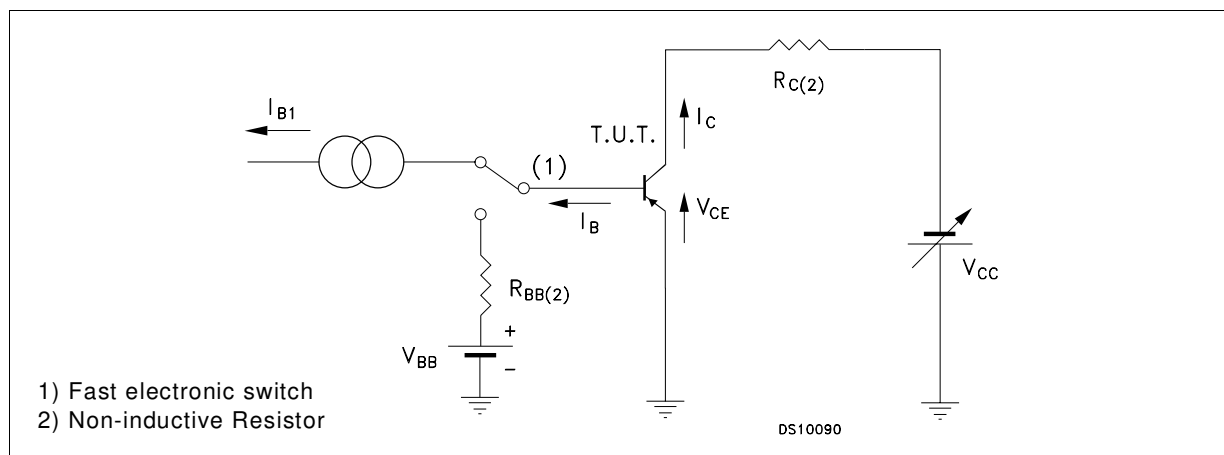 I_B1
R_C(2)
T.U.T.
I_C
(1)
I_B
V_CE
R_BB(2)
V_CC
+
V_BB
–
1) Fast electronic switch
2) Non-inductive Resistor
DS10090